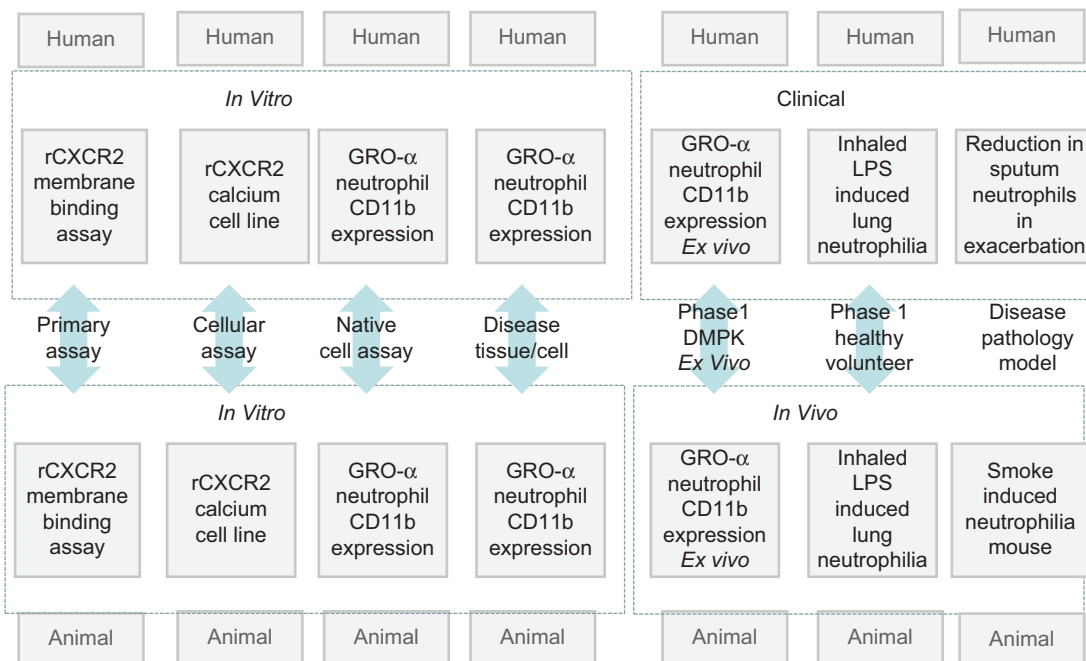 Human
Human
Human
Human
Human
Human
Human
In Vitro
Clinical
rCXCR2
membrane
binding
assay
rCXCR2
calcium
cell line
GRO-α
neutrophil
CD11b
expression
GRO-α
neutrophil
CD11b
expression
GRO-α
neutrophil
CD11b
expression
Ex vivo
Inhaled
LPS
induced
lung
neutrophilia
Reduction in
sputum
neutrophils
in
exacerbation
Primary
assay
Cellular
assay
Native
cell assay
Disease
tissue/cell
Phase1
DMPK
Ex Vivo
Phase 1
healthy
volunteer
Disease
pathology
model
In Vitro
In Vivo
rCXCR2
membrane
binding
assay
rCXCR2
calcium
cell line
GRO-α
neutrophil
CD11b
expression
GRO-α
neutrophil
CD11b
expression
GRO-α
neutrophil
CD11b
expression
Ex vivo
Inhaled
LPS
induced
lung
neutrophilia
Smoke
induced
neutrophilia
mouse
Animal
Animal
Animal
Animal
Animal
Animal
Animal